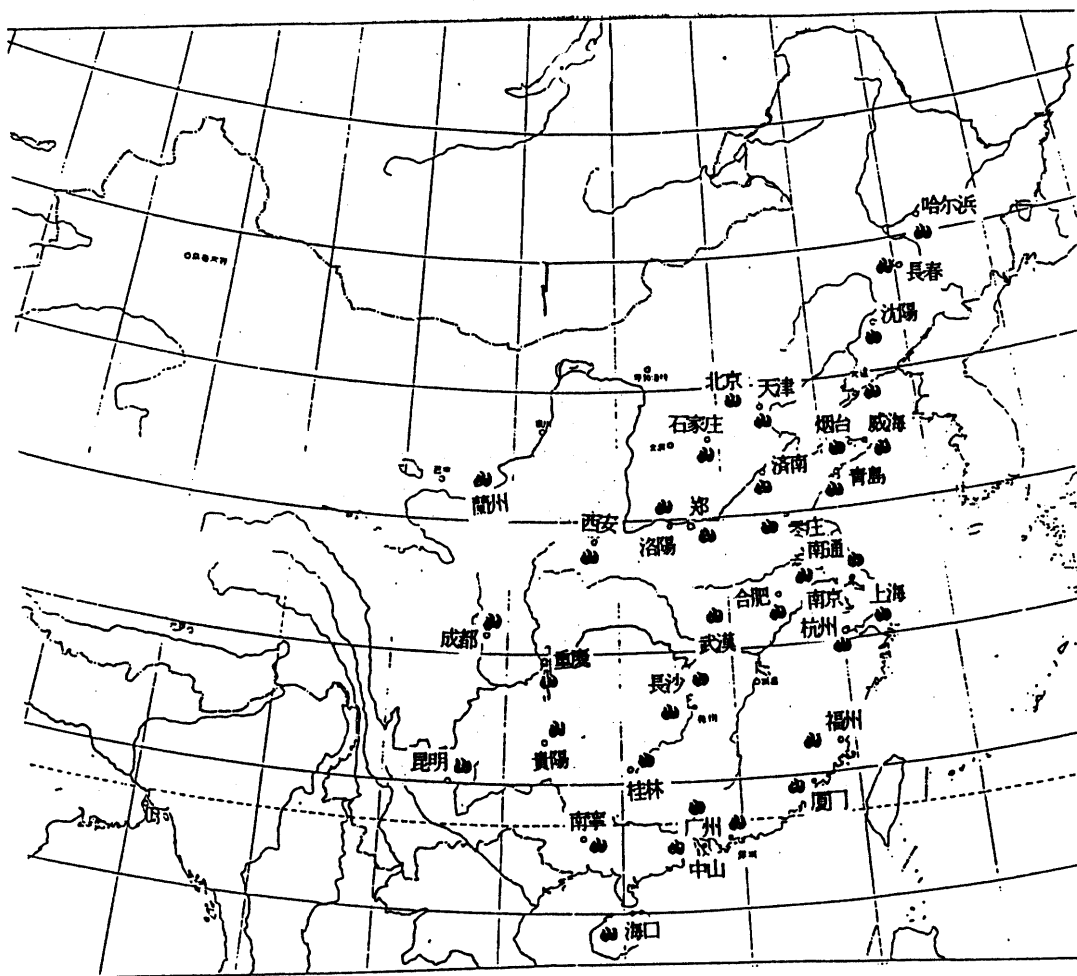 哈尔浜
長春
沈陽
北京
天津
石家庄
烟台
威海
済南
青島
蘭州
西安
洛陽
郑
枣庄
南通
合肥
南京
上海
杭州
成都
武漢
重慶
長沙
福州
昆明
貴陽
桂林
厦门
南寧
广州
中山
海口